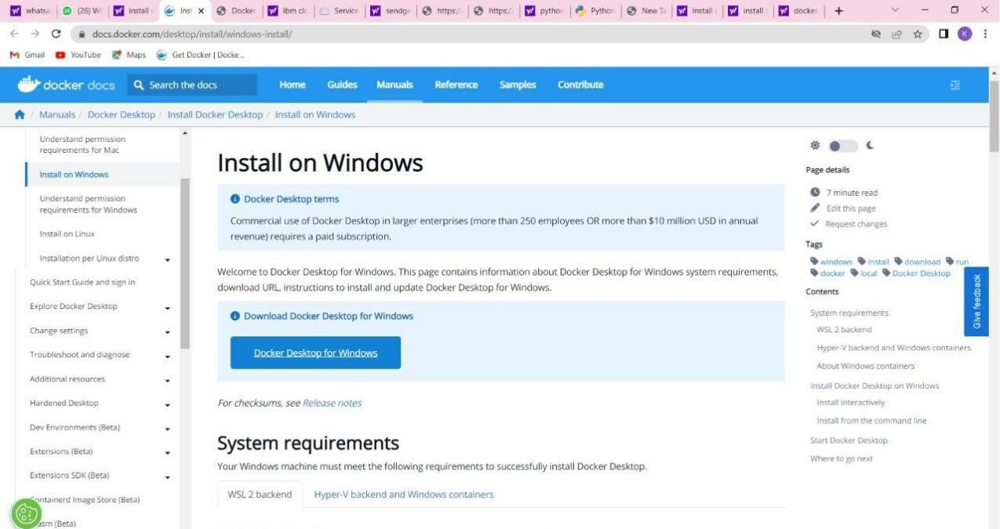 whatsa
(26) W
install
Inst
Docker
ibm clo
Service
sendgri
https:/
https:/
python
Python
New Ta
install
install
docker
docs.docker.com/desktop/install/windows-install/
K
Gmail YouTube Maps Get Docker | Docke...
docker docs Search the docs Home Guides Manuals Reference Samples Contribute
/ Manuals / Docker Desktop / Install Docker Desktop / Install on Windows
Understand permission
requirements for Mac
Install on Windows
Understand permission
requirements for Windows
Install on Linux
Installation per Linux distro
Quick Start Guide and sign in
Explore Docker Desktop
Change settings
Troubleshoot and diagnose
Additional resources
Hardened Desktop
Dev Environments (Beta)
Extensions (Beta)
Extensions SDK (Beta)
ontainerd Image Store (Beta)
asm (Beta)
Install on Windows
Docker Desktop terms
Commercial use of Docker Desktop in larger enterprises (more than 250 employees OR more than $10 million USD in annual
revenue) requires a paid subscription.
Welcome to Docker Desktop for Windows. This page contains information about Docker Desktop for Windows system requirements,
download URL, instructions to install and update Docker Desktop for Windows.
Download Docker Desktop for Windows
Docker Desktop for Windows
For checksums, see Release notes
System requirements
Your Windows machine must meet the following requirements to successfully install Docker Desktop.
WSL 2 backend Hyper-V backend and Windows containers
Page details
7 minute read
Edit this page
Request changes
Tags
windows install download run
docker local Docker Desktop
Contents
System requirements
WSL 2 backend
Hyper-V backend and Windows containers
About Windows containers
Install Docker Desktop on Windows
Install interactively
Install from the command line
Start Docker Desktop
Where to go next
Give feedback